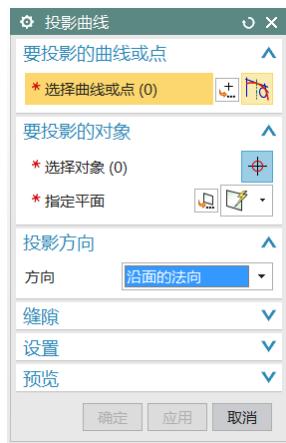 投影曲线
要投影的曲线或点
* 选择曲线或点 (0)
要投影的对象
* 选择对象 (0)
* 指定平面
投影方向
方向 沿面的法向
缝隙
设置
预览
确定 应用 取消